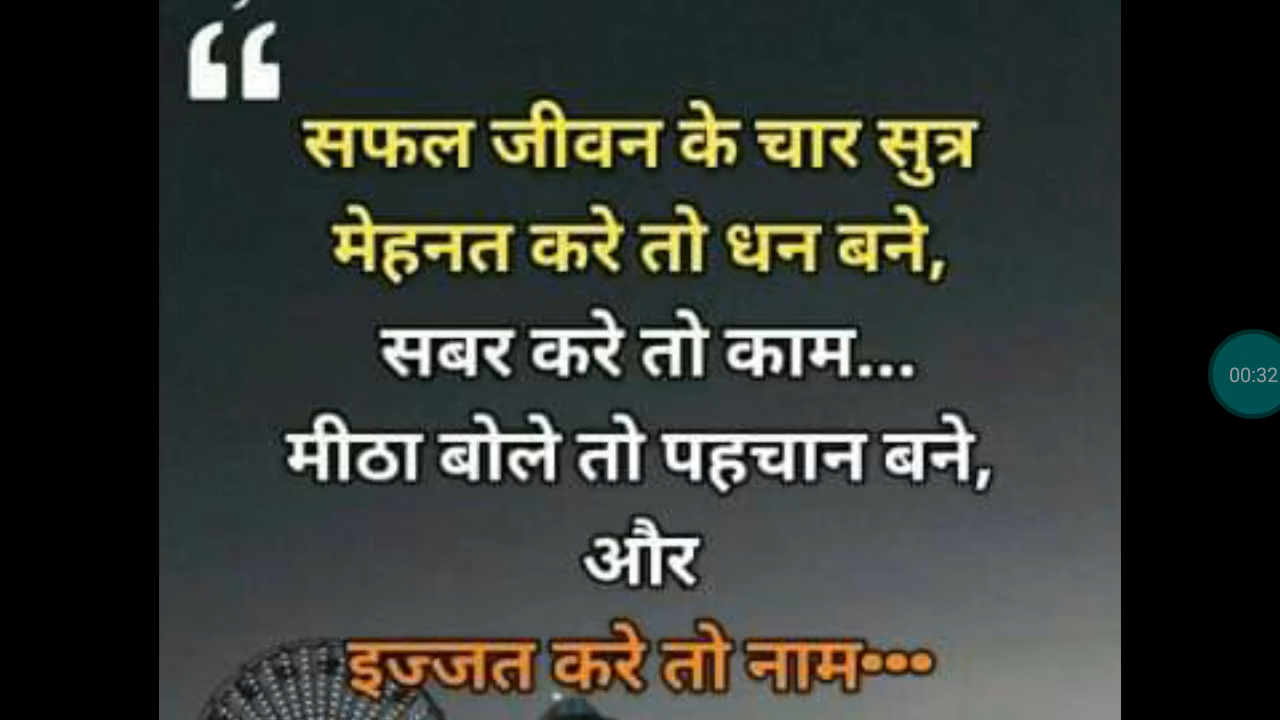 “
सफल जीवन के चार सुत्र
मेहनत करे तो धन बने,
सबर करे तो काम...
मीठा बोले तो पहचान बने,
और
इज्जत करे तो नाम•••
00:32